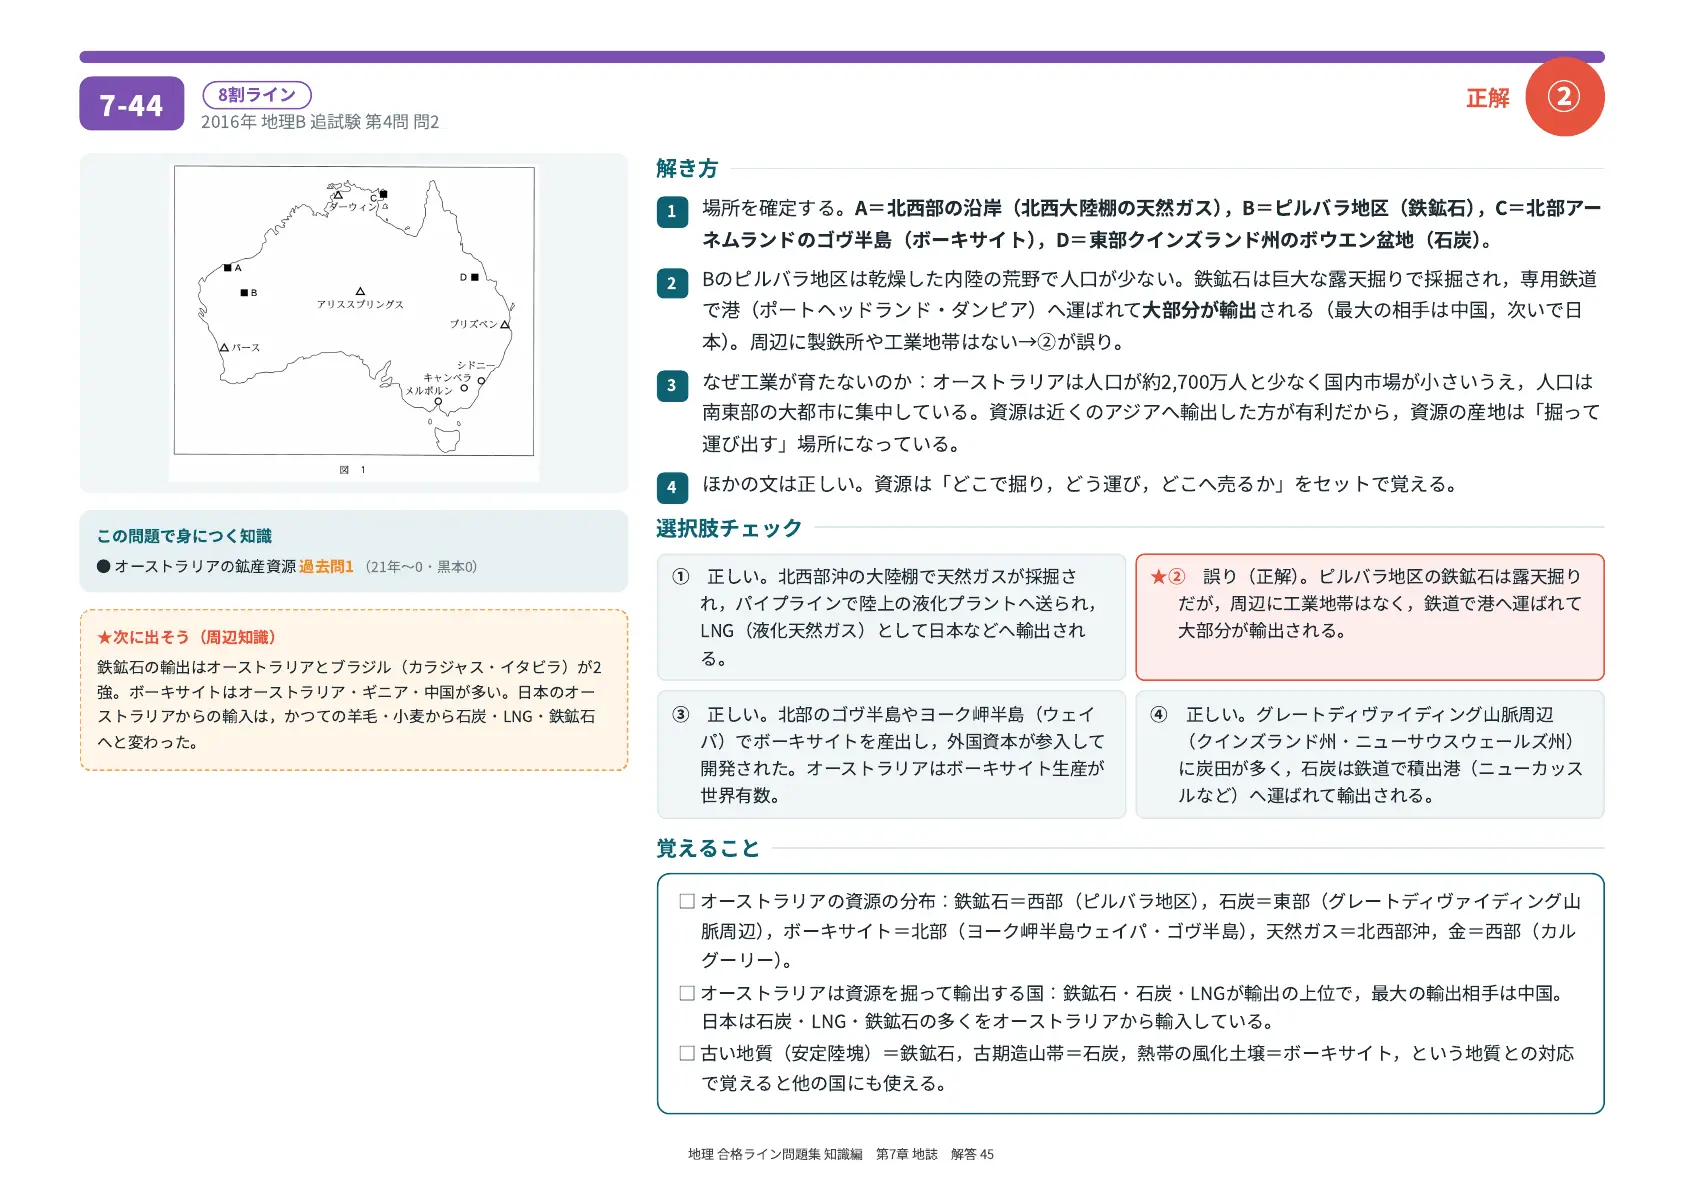 7-44
8割ライン
2016年 地理B 追試験 第4問 問2
正解 ②
ダーウィン
C
A
B
D
アリススプリングス
ブリズベン
パース
シドニー
キャンベラ
メルボルン
図 1
この問題で身につく知識
● オーストラリアの鉱産資源 過去問1 （21年〜0・黒本0）
★次に出そう（周辺知識）
鉄鉱石の輸出はオーストラリアとブラジル（カラジャス・イタビラ）が2
強。ボーキサイトはオーストラリア・ギニア・中国が多い。日本のオー
ストラリアからの輸入は，かつての羊毛・小麦から石炭・LNG・鉄鉱石
へと変わった。
解き方
1 場所を確定する。A＝北西部の沿岸（北西大陸棚の天然ガス），B＝ピルバラ地区（鉄鉱石），C＝北部アー
ネムランドのゴヴ半島（ボーキサイト），D＝東部クインズランド州のボウエン盆地（石炭）。
2 Bのピルバラ地区は乾燥した内陸の荒野で人口が少ない。鉄鉱石は巨大な露天掘りで採掘され，専用鉄道
で港（ポートヘッドランド・ダンピア）へ運ばれて大部分が輸出される（最大の相手は中国，次いで日
本）。周辺に製鉄所や工業地帯はない→②が誤り。
3 なぜ工業が育たないのか：オーストラリアは人口が約2,700万人と少なく国内市場が小さいうえ，人口は
南東部の大都市に集中している。資源は近くのアジアへ輸出した方が有利だから，資源の産地は「掘って
運び出す」場所になっている。
4 ほかの文は正しい。資源は「どこで掘り，どう運び，どこへ売るか」をセットで覚える。
選択肢チェック
① 正しい。北西部沖の大陸棚で天然ガスが採掘さ
れ，パイプラインで陸上の液化プラントへ送られ，
LNG（液化天然ガス）として日本などへ輸出され
る。
★② 誤り（正解）。ピルバラ地区の鉄鉱石は露天掘り
だが，周辺に工業地帯はなく，鉄道で港へ運ばれて
大部分が輸出される。
③ 正しい。北部のゴヴ半島やヨーク岬半島（ウェイ
パ）でボーキサイトを産出し，外国資本が参入して
開発された。オーストラリアはボーキサイト生産が
世界有数。
④ 正しい。グレートディヴァイディング山脈周辺
（クインズランド州・ニューサウスウェールズ州）
に炭田が多く，石炭は鉄道で積出港（ニューカッス
ルなど）へ運ばれて輸出される。
覚えること
□ オーストラリアの資源の分布：鉄鉱石＝西部（ピルバラ地区），石炭＝東部（グレートディヴァイディング山
脈周辺），ボーキサイト＝北部（ヨーク岬半島ウェイパ・ゴヴ半島），天然ガス＝北西部沖，金＝西部（カル
グーリー）。
□ オーストラリアは資源を掘って輸出する国：鉄鉱石・石炭・LNGが輸出の上位で，最大の輸出相手は中国。
日本は石炭・LNG・鉄鉱石の多くをオーストラリアから輸入している。
□ 古い地質（安定陸塊）＝鉄鉱石，古期造山帯＝石炭，熱帯の風化土壌＝ボーキサイト，という地質との対応
で覚えると他の国にも使える。
地理 合格ライン問題集 知識編 第7章 地誌 解答 45